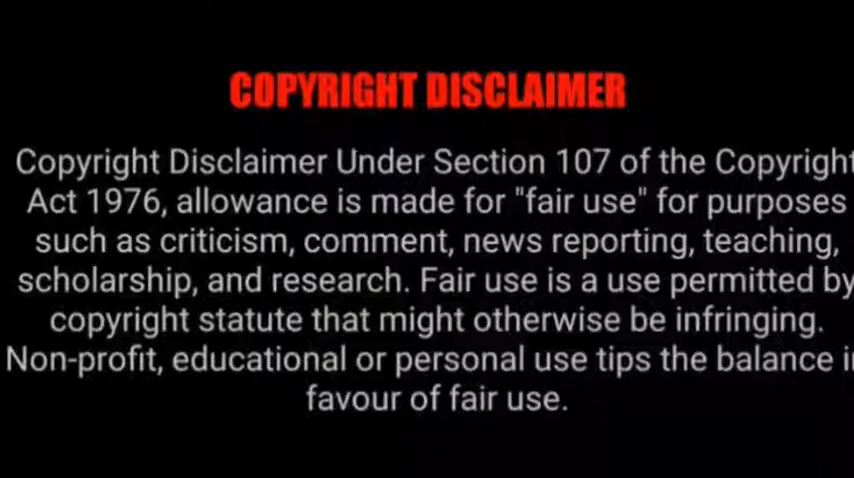 COPYRIGHT DISCLAIMER
Copyright Disclaimer Under Section 107 of the Copyright
Act 1976, allowance is made for "fair use" for purposes
such as criticism, comment, news reporting, teaching,
scholarship, and research. Fair use is a use permitted by
copyright statute that might otherwise be infringing.
Non-profit, educational or personal use tips the balance in
favour of fair use.